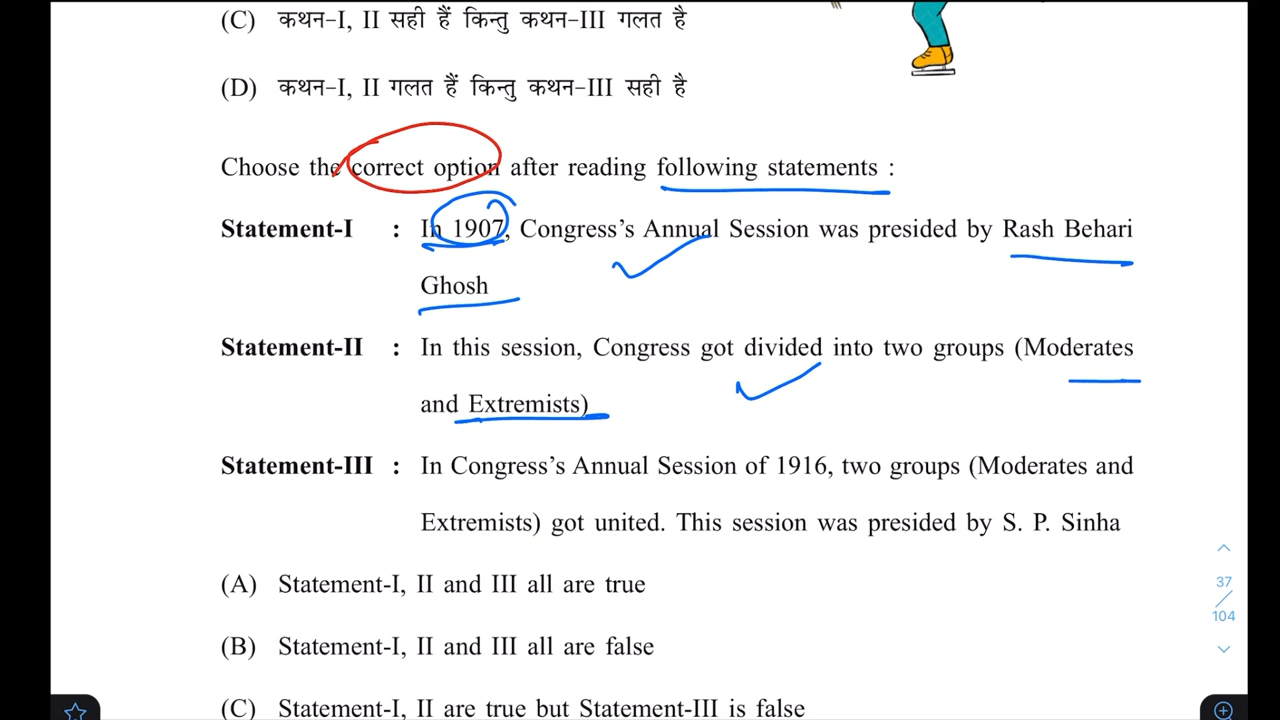 (C) कथन-I, II सही हैं किन्तु कथन-III गलत है
(D) कथन-I, II गलत हैं किन्तु कथन-III सही है
Choose the correct option after reading following statements :
Statement-I : In 1907, Congress's Annual Session was presided by Rash Behari
Ghosh
Statement-II : In this session, Congress got divided into two groups (Moderates
and Extremists)
Statement-III : In Congress's Annual Session of 1916, two groups (Moderates and
Extremists) got united. This session was presided by S. P. Sinha
(A) Statement-I, II and III all are true
(B) Statement-I, II and III all are false
(C) Statement-I, II are true but Statement-III is false
37
104